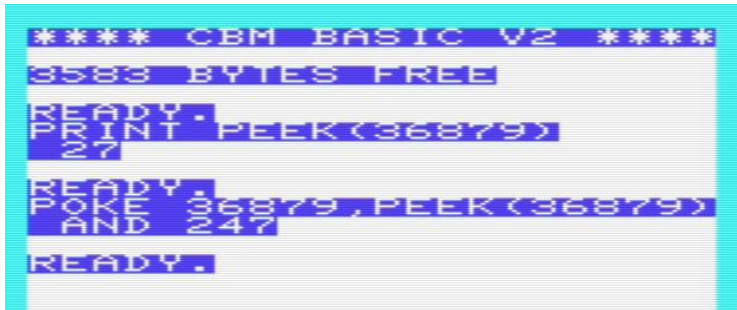 **** CBM BASIC V2 ****
3583 BYTES FREE
READY.
PRINT PEEK(36879)
27
READY.
POKE 36879,PEEK(36879)
AND 247
READY.